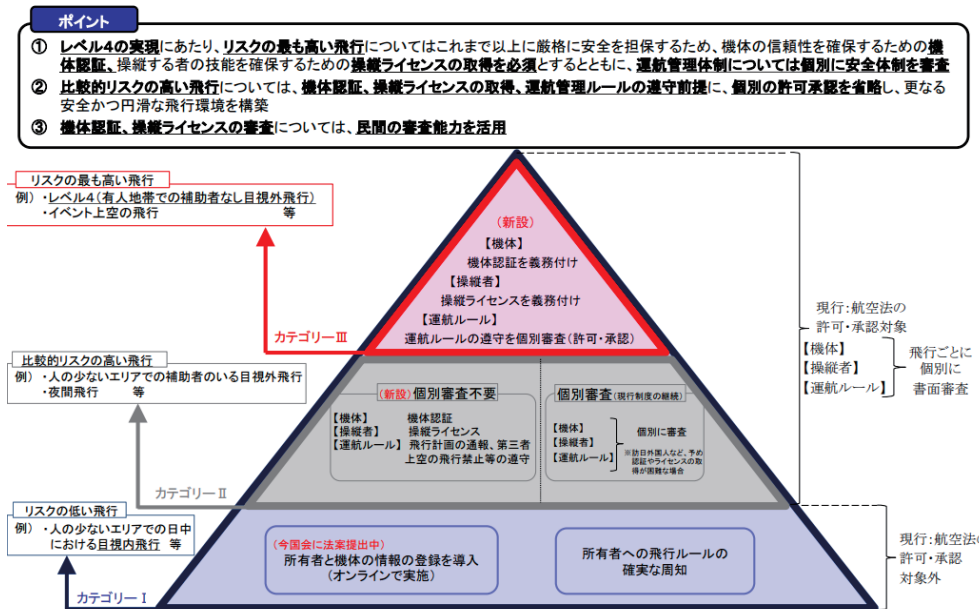 ポイント
① レベル4の実現にあたり、リスクの最も高い飛行についてはこれまで以上に厳格に安全を担保するため、機体の信頼性を確保するための機
体認証、操縦する者の技能を確保するための操縦ライセンスの取得を必須とするとともに、運航管理体制については個別に安全体制を審査
② 比較的リスクの高い飛行については、機体認証、操縦ライセンスの取得、運航管理ルールの遵守前提に、個別の許可承認を省略し、更なる
安全かつ円滑な飛行環境を構築
③ 機体認証、操縦ライセンスの審査については、民間の審査能力を活用
リスクの最も高い飛行
例) ・レベル4(有人地帯での補助者なし目視外飛行)
・イベント上空の飛行 等
カテゴリーⅢ
(新設)
【機体】
機体認証を義務付け
【操縦者】
操縦ライセンスを義務付け
【運航ルール】
運航ルールの遵守を個別審査(許可・承認)
現行:航空法の
許可・承認対象
【機体】
【操縦者】
【運航ルール】
飛行ごとに
個別に
書面審査
比較的リスクの高い飛行
例) ・人の少ないエリアでの補助者のいる目視外飛行
・夜間飛行 等
カテゴリーⅡ
(新設)個別審査不要
【機体】 機体認証
【操縦者】 操縦ライセンス
【運航ルール】 飛行計画の通報、第三者
上空の飛行禁止等の遵守
個別審査(現行制度の継続)
【機体】
【操縦者】
【運航ルール】
個別に審査
※訪日外国人など、予め
認証やライセンスの取
得が困難な場合
リスクの低い飛行
例) ・人の少ないエリアでの日中
における目視内飛行 等
カテゴリーⅠ
(今国会に法案提出中)
所有者と機体の情報の登録を導入
(オンラインで実施)
所有者への飛行ルールの
確実な周知
現行:航空法の
許可・承認
対象外